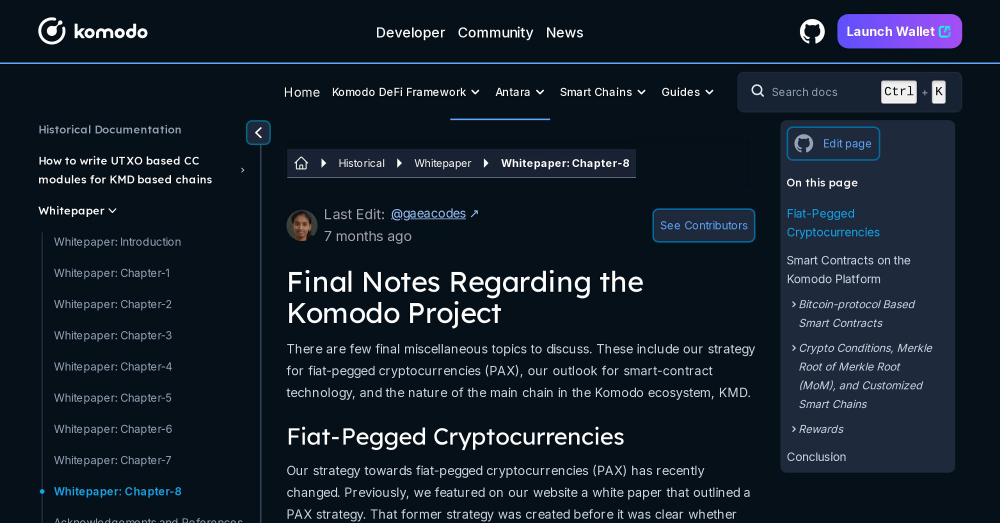 komodo
Developer
Community
News
Launch Wallet
Home
Komodo DeFi Framework
Antara
Smart Chains
Guides
Search docs
Ctrl + K
Historical Documentation
How to write UTXO based CC
modules for KMD based chains
Whitepaper
Whitepaper: Introduction
Whitepaper: Chapter-1
Whitepaper: Chapter-2
Whitepaper: Chapter-3
Whitepaper: Chapter-4
Whitepaper: Chapter-5
Whitepaper: Chapter-6
Whitepaper: Chapter-7
Whitepaper: Chapter-8
Acknowledgements and References
Historical
Whitepaper
Whitepaper: Chapter-8
Last Edit: @gaeacodes ↗
7 months ago
See Contributors
Final Notes Regarding the
Komodo Project
There are few final miscellaneous topics to discuss. These include our strategy
for fiat-pegged cryptocurrencies (PAX), our outlook for smart-contract
technology, and the nature of the main chain in the Komodo ecosystem, KMD.
Fiat-Pegged Cryptocurrencies
Our strategy towards fiat-pegged cryptocurrencies (PAX) has recently
changed. Previously, we featured on our website a white paper that outlined a
PAX strategy. That former strategy was created before it was clear whether
Edit page
On this page
Fiat-Pegged
Cryptocurrencies
Smart Contracts on the
Komodo Platform
Bitcoin-protocol Based
Smart Contracts
Crypto Conditions, Merkle
Root of Merkle Root
(MoM), and Customized
Smart Chains
Rewards
Conclusion